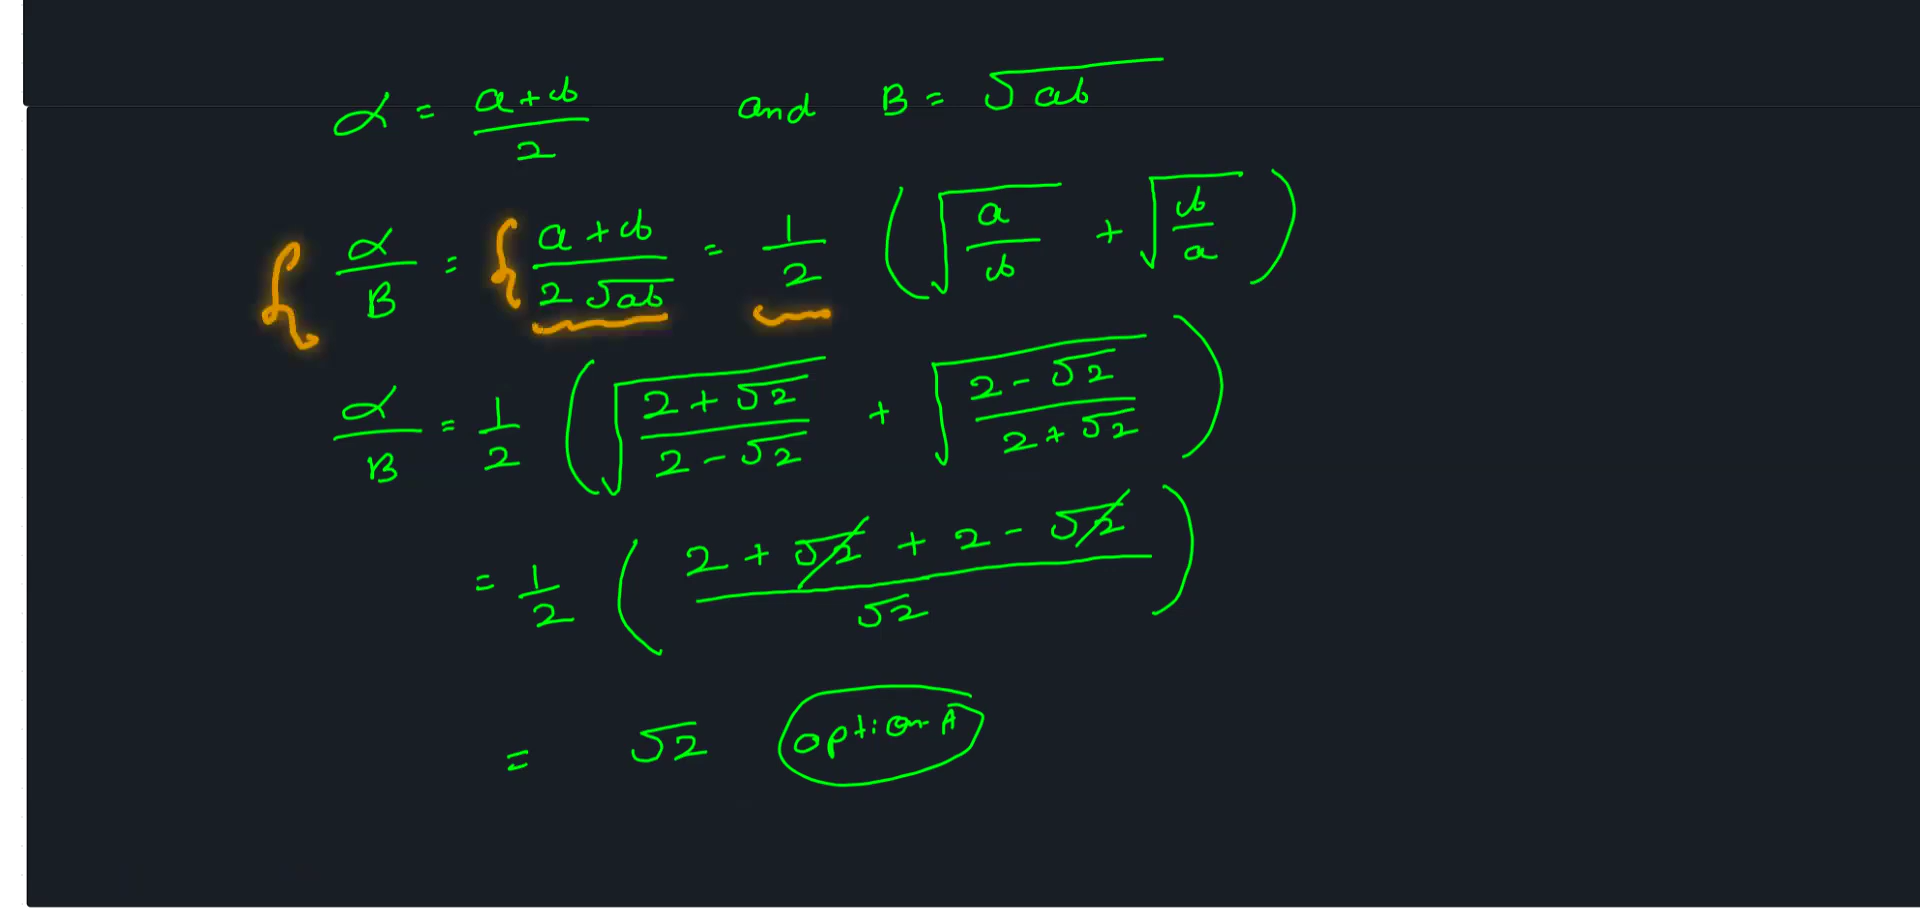 α = a+b/2 and B = √ab
α/B = a+b/2√ab = 1/2 (√a/b + √b/a)
α/B = 1/2 (√2+√2/2-√2 + √2-√2/2+√2)
= 1/2 (2+√2+2-√2/√2)
= √2 option A